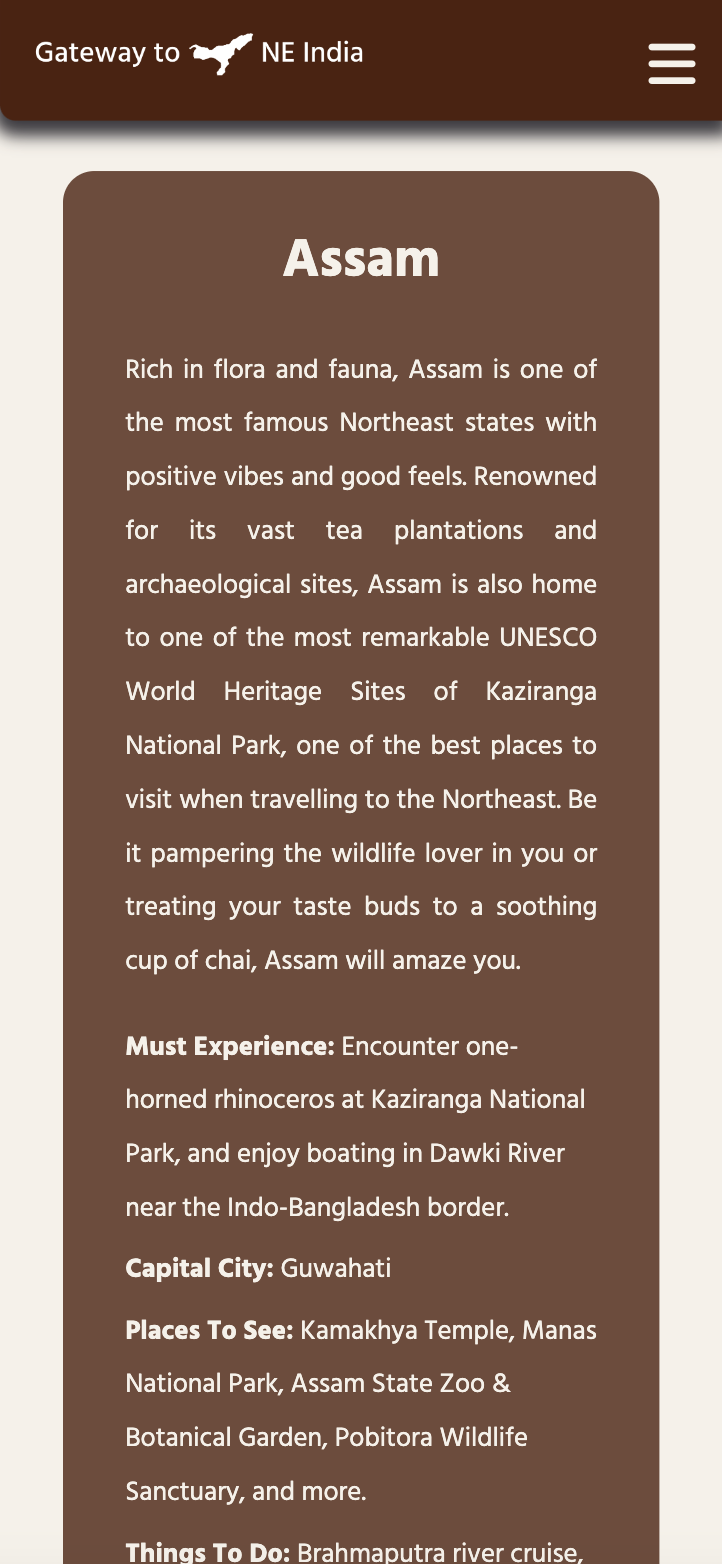 Gateway to NE India
Assam
Rich in flora and fauna, Assam is one of
the most famous Northeast states with
positive vibes and good feels. Renowned
for its vast tea plantations and
archaeological sites, Assam is also home
to one of the most remarkable UNESCO
World Heritage Sites of Kaziranga
National Park, one of the best places to
visit when travelling to the Northeast. Be
it pampering the wildlife lover in you or
treating your taste buds to a soothing
cup of chai, Assam will amaze you.
Must Experience: Encounter one-
horned rhinoceros at Kaziranga National
Park, and enjoy boating in Dawki River
near the Indo-Bangladesh border.
Capital City: Guwahati
Places To See: Kamakhya Temple, Manas
National Park, Assam State Zoo &
Botanical Garden, Pobitora Wildlife
Sanctuary, and more.
Things To Do: Brahmaputra river cruise,